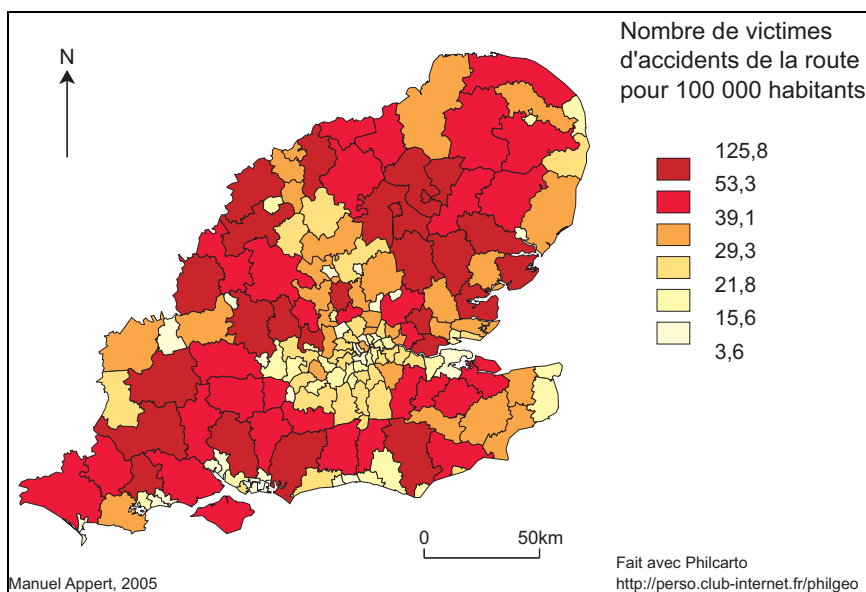 Nombre de victimes
d'accidents de la route
pour 100 000 habitants
N
125,8
53,3
39,1
29,3
21,8
15,6
3,6
0 50km
Manuel Appert, 2005
Fait avec Philcarto
http://perso.club-internet.fr/philgeo